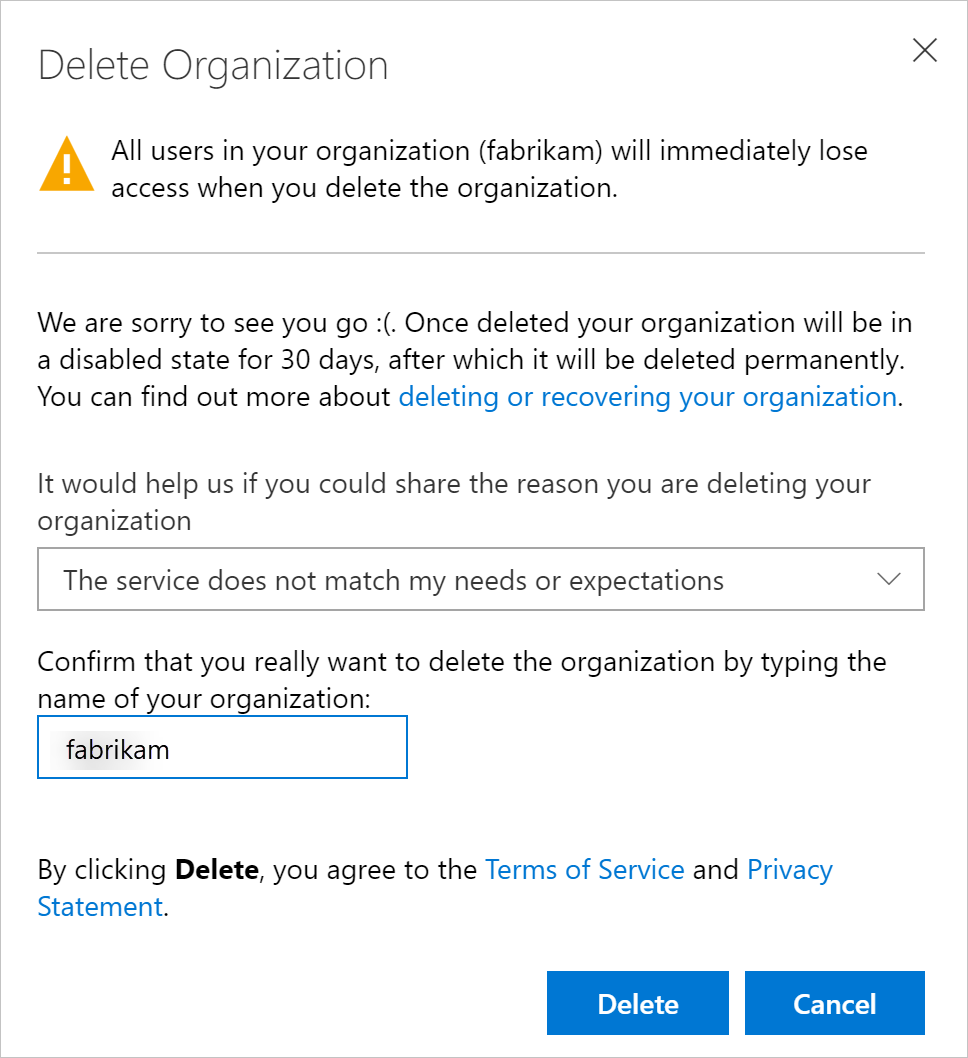 Delete Organization
All users in your organization (fabrikam) will immediately lose
access when you delete the organization.
We are sorry to see you go :(. Once deleted your organization will be in
a disabled state for 30 days, after which it will be deleted permanently.
You can find out more about deleting or recovering your organization.
It would help us if you could share the reason you are deleting your
organization
The service does not match my needs or expectations
Confirm that you really want to delete the organization by typing the
name of your organization:
fabrikam
By clicking Delete, you agree to the Terms of Service and Privacy
Statement.
Delete Cancel